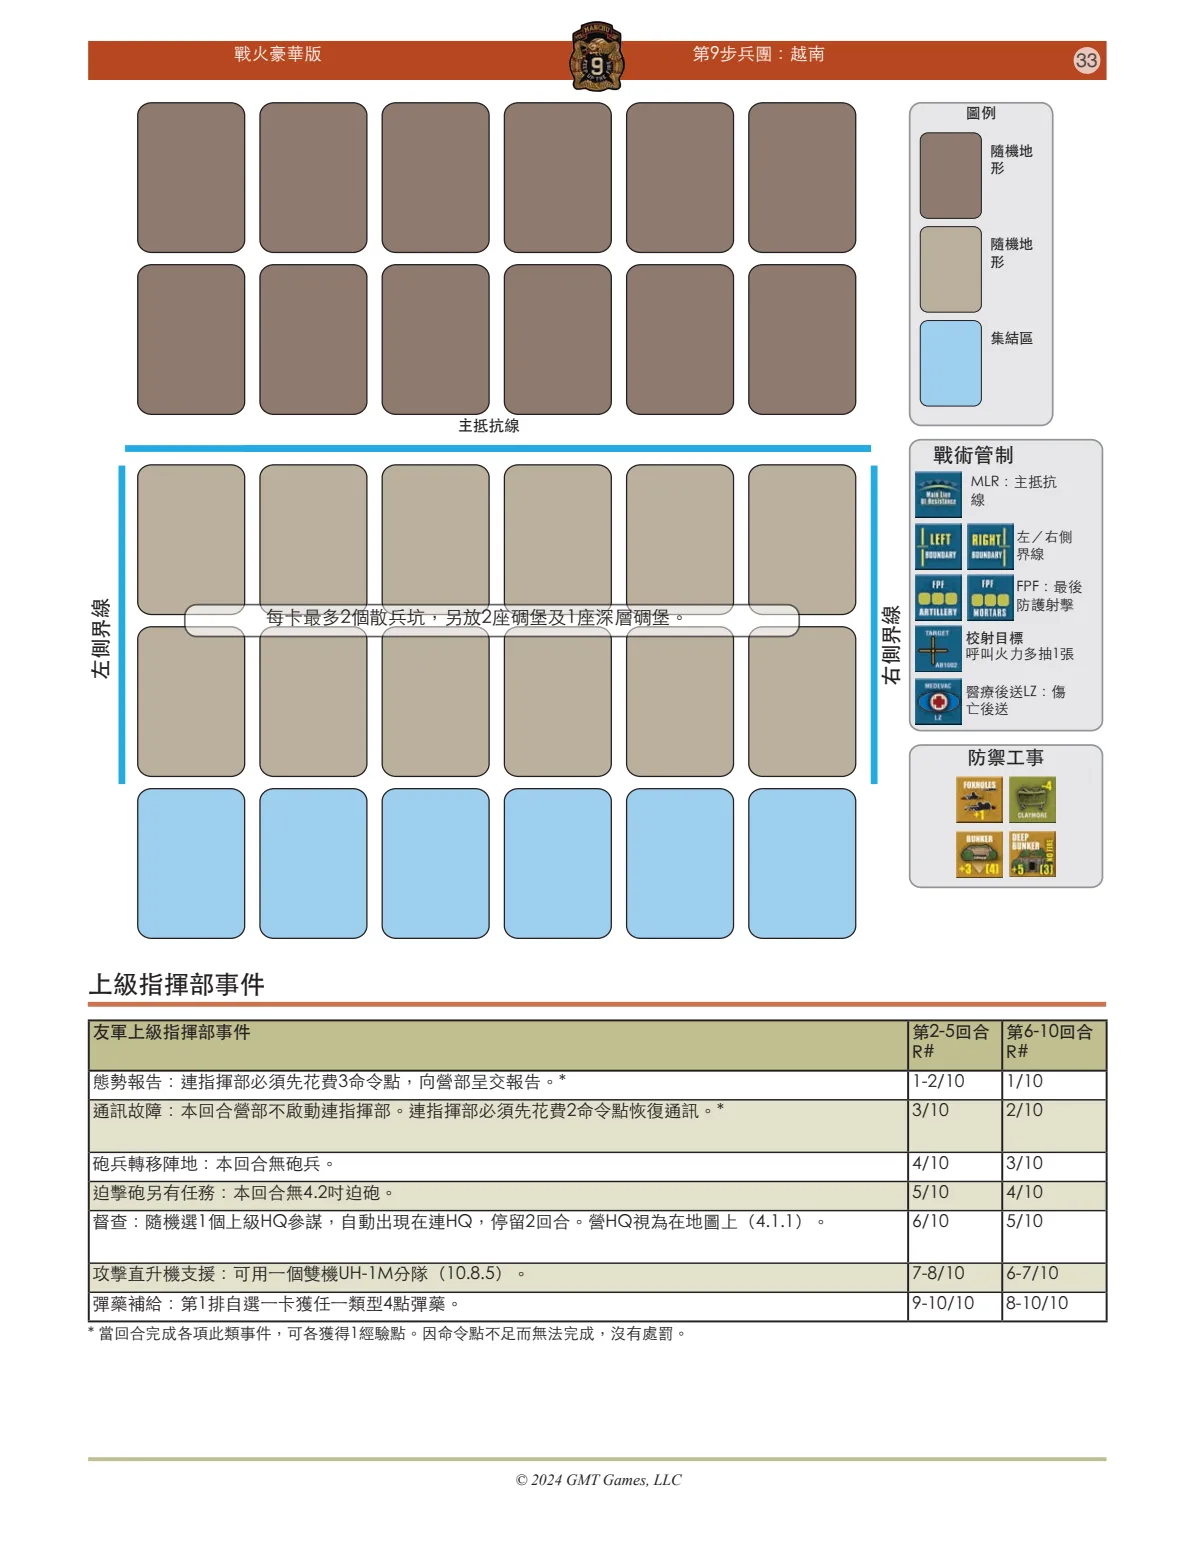 戰火豪華版
MANCHU
9
第9步兵團：越南
33
圖例
隨機地
形
隨機地
形
集結區
主抵抗線
左側界線
右側界線
每卡最多2個散兵坑，另放2座碉堡及1座深層碉堡。
戰術管制
Main Line
Of Resistance
MLR：主抵抗
線
LEFT
BOUNDARY
RIGHT
BOUNDARY
左／右側
界線
FPF
ARTILLERY
FPF
MORTARS
FPF：最後
防護射擊
TARGET
AB1002
校射目標
呼叫火力多抽1張
MEDEVAC
LZ
醫療後送LZ：傷
亡後送
防禦工事
FOXHOLES
+1
-4
CLAYMORE
BUNKER
+3 (4)
DEEP
BUNKER
+5 (3)
上級指揮部事件
友軍上級指揮部事件 第2-5回合 R# 第6-10回合 R#
態勢報告：連指揮部必須先花費3命令點，向營部呈交報告。* 1-2/10 1/10
通訊故障：本回合營部不啟動連指揮部。連指揮部必須先花費2命令點恢復通訊。* 3/10 2/10
砲兵轉移陣地：本回合無砲兵。 4/10 3/10
迫擊砲另有任務：本回合無4.2吋迫砲。 5/10 4/10
督查：隨機選1個上級HQ參謀，自動出現在連HQ，停留2回合。營HQ視為在地圖上（4.1.1）。 6/10 5/10
攻擊直升機支援：可用一個雙機UH-1M分隊（10.8.5）。 7-8/10 6-7/10
彈藥補給：第1排自選一卡獲任一類型4點彈藥。 9-10/10 8-10/10
* 當回合完成各項此類事件，可各獲得1經驗點。因命令點不足而無法完成，沒有處罰。
© 2024 GMT Games, LLC